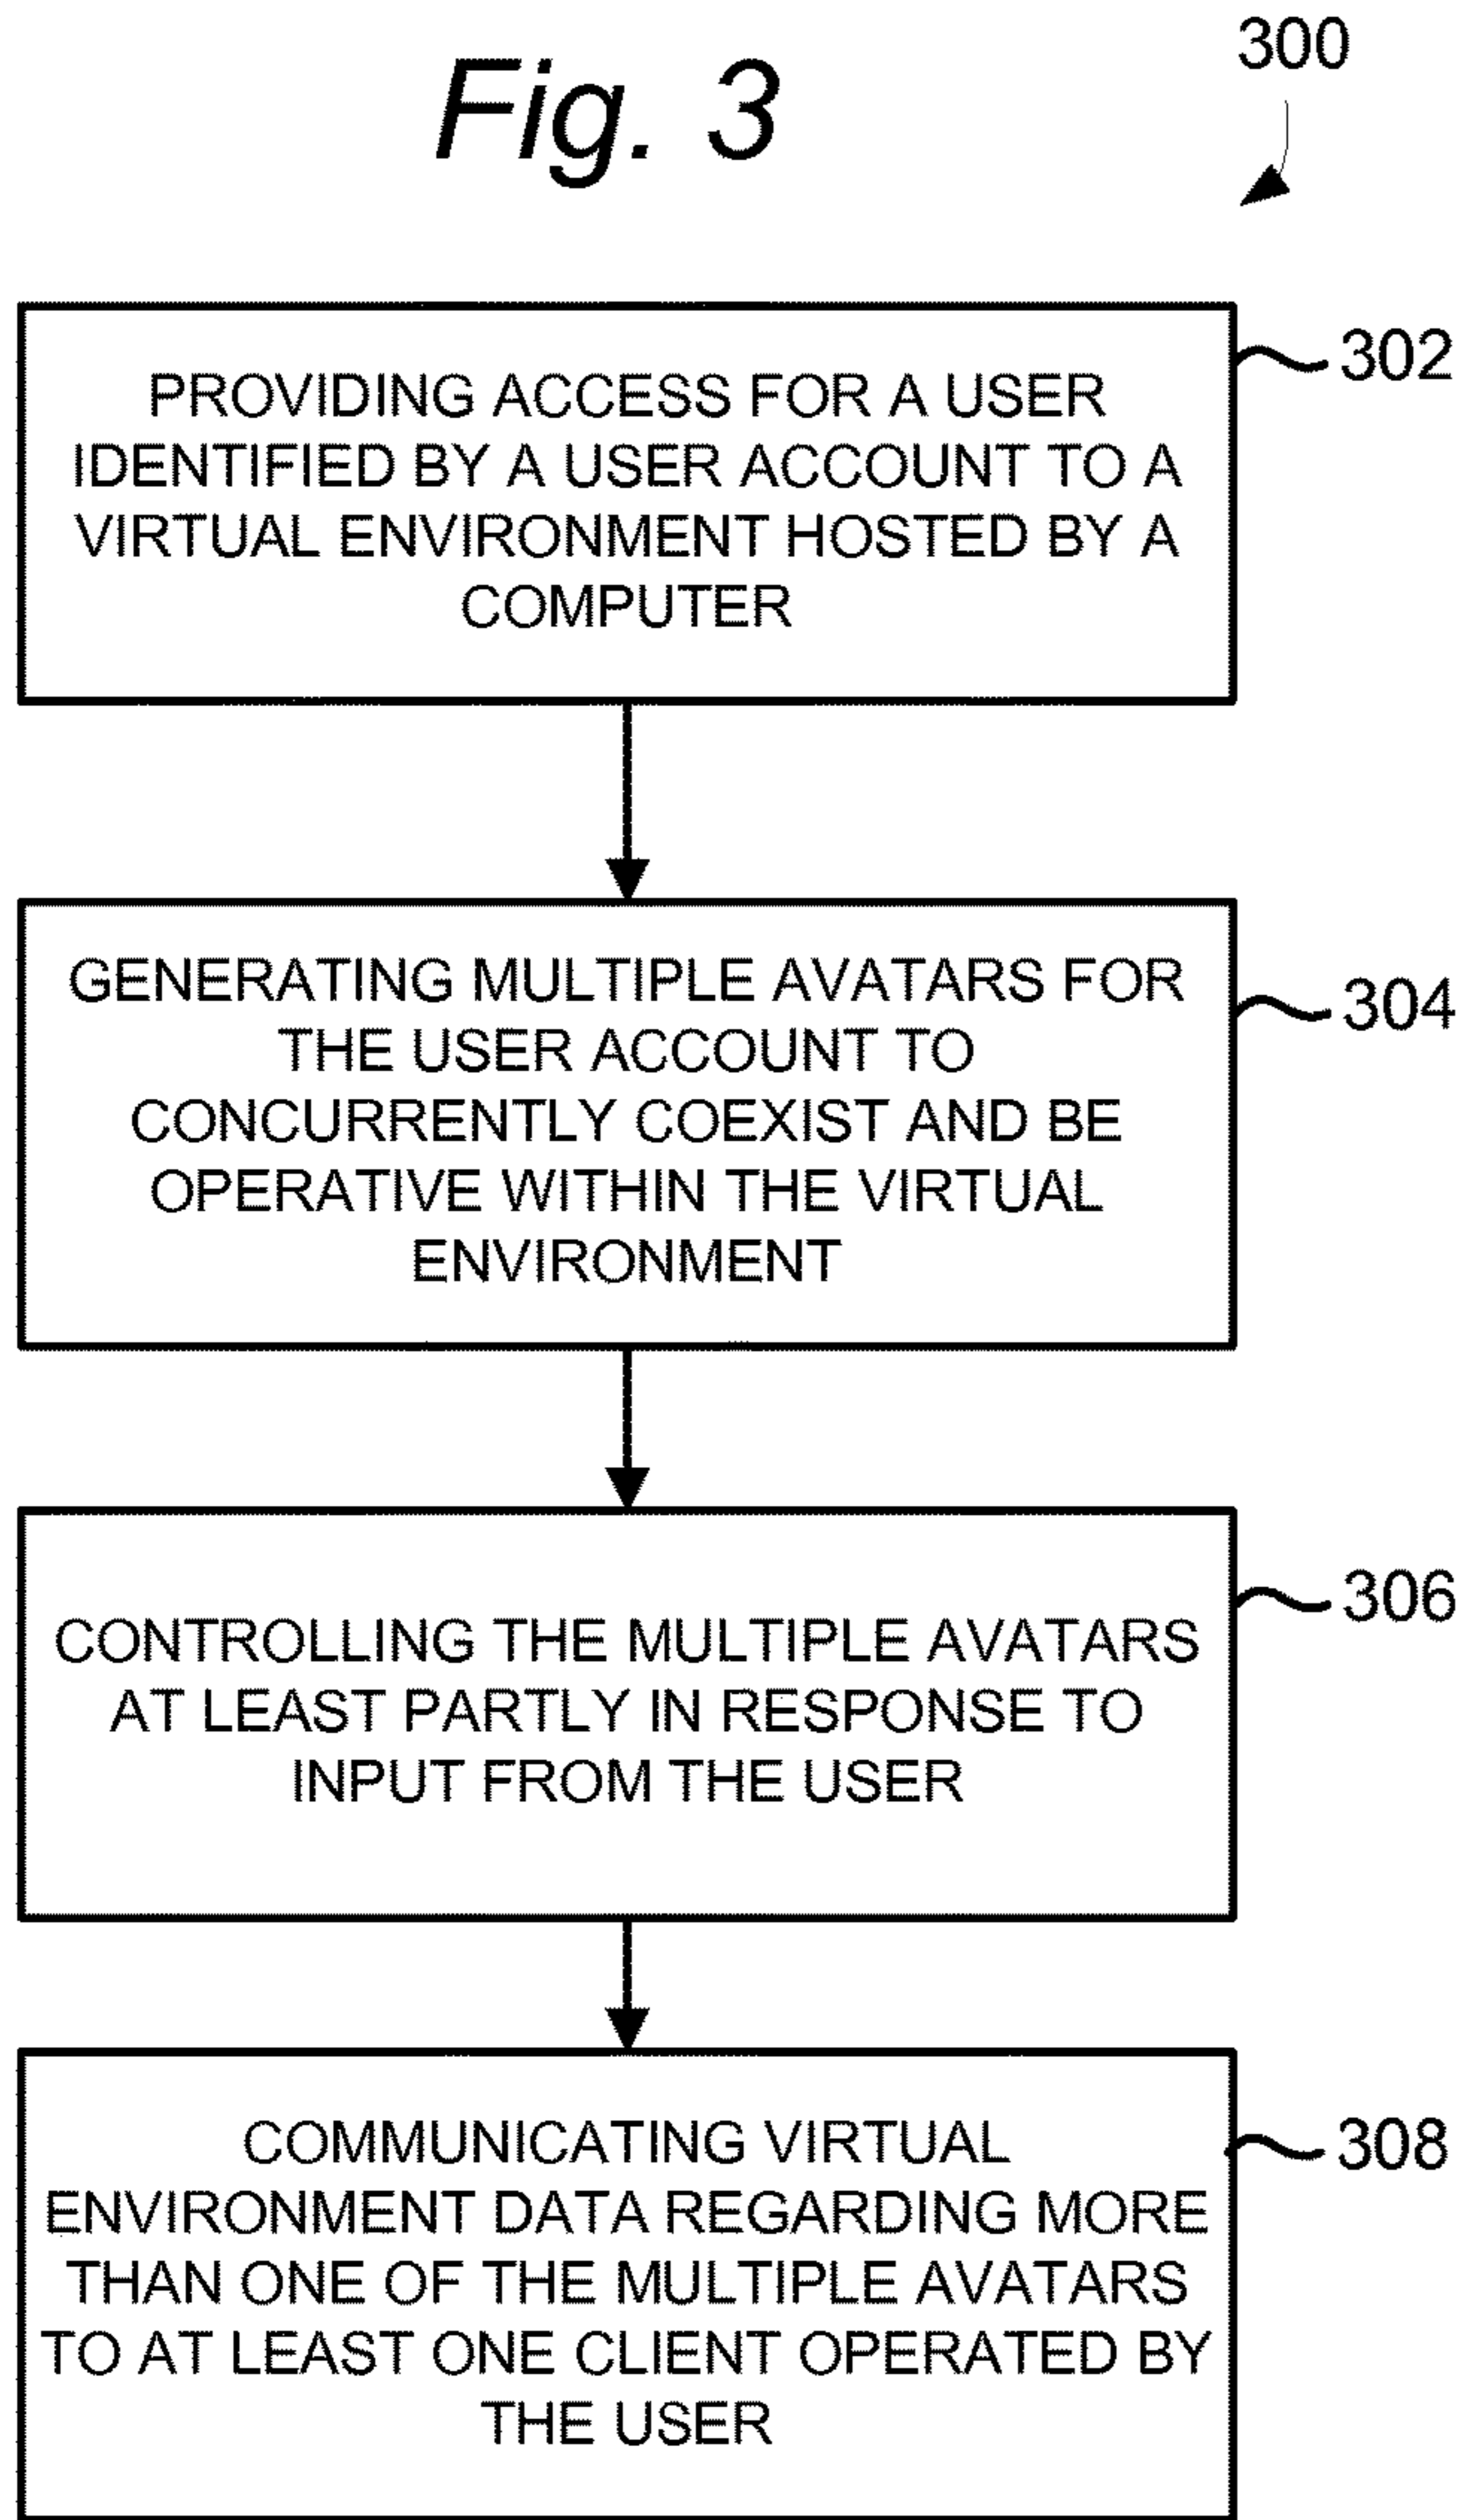 Fig. 3
300
PROVIDING ACCESS FOR A USER
IDENTIFIED BY A USER ACCOUNT TO A
VIRTUAL ENVIRONMENT HOSTED BY A
COMPUTER
302
GENERATING MULTIPLE AVATARS FOR
THE USER ACCOUNT TO
CONCURRENTLY COEXIST AND BE
OPERATIVE WITHIN THE VIRTUAL
ENVIRONMENT
304
CONTROLLING THE MULTIPLE AVATARS
AT LEAST PARTLY IN RESPONSE TO
INPUT FROM THE USER
306
COMMUNICATING VIRTUAL
ENVIRONMENT DATA REGARDING MORE
THAN ONE OF THE MULTIPLE AVATARS
TO AT LEAST ONE CLIENT OPERATED BY
THE USER
308